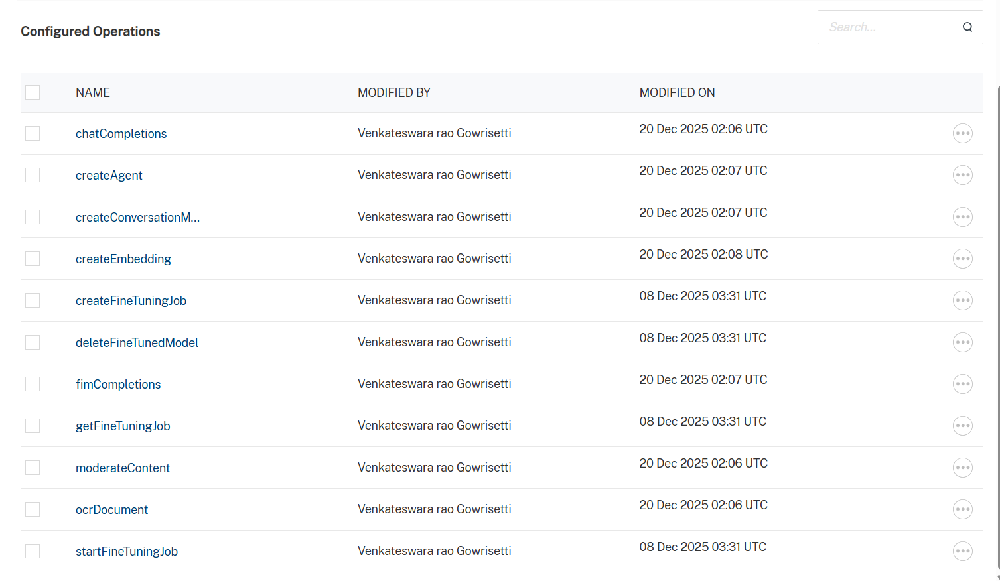 Configured Operations
Search...
NAME MODIFIED BY MODIFIED ON
chatCompletions Venkateswara rao Gowrisetti 20 Dec 2025 02:06 UTC
createAgent Venkateswara rao Gowrisetti 20 Dec 2025 02:07 UTC
createConversationM... Venkateswara rao Gowrisetti 20 Dec 2025 02:07 UTC
createEmbedding Venkateswara rao Gowrisetti 20 Dec 2025 02:08 UTC
createFineTuningJob Venkateswara rao Gowrisetti 08 Dec 2025 03:31 UTC
deleteFineTunedModel Venkateswara rao Gowrisetti 08 Dec 2025 03:31 UTC
fimCompletions Venkateswara rao Gowrisetti 20 Dec 2025 02:07 UTC
getFineTuningJob Venkateswara rao Gowrisetti 08 Dec 2025 03:31 UTC
moderateContent Venkateswara rao Gowrisetti 20 Dec 2025 02:06 UTC
ocrDocument Venkateswara rao Gowrisetti 20 Dec 2025 02:06 UTC
startFineTuningJob Venkateswara rao Gowrisetti 08 Dec 2025 03:31 UTC